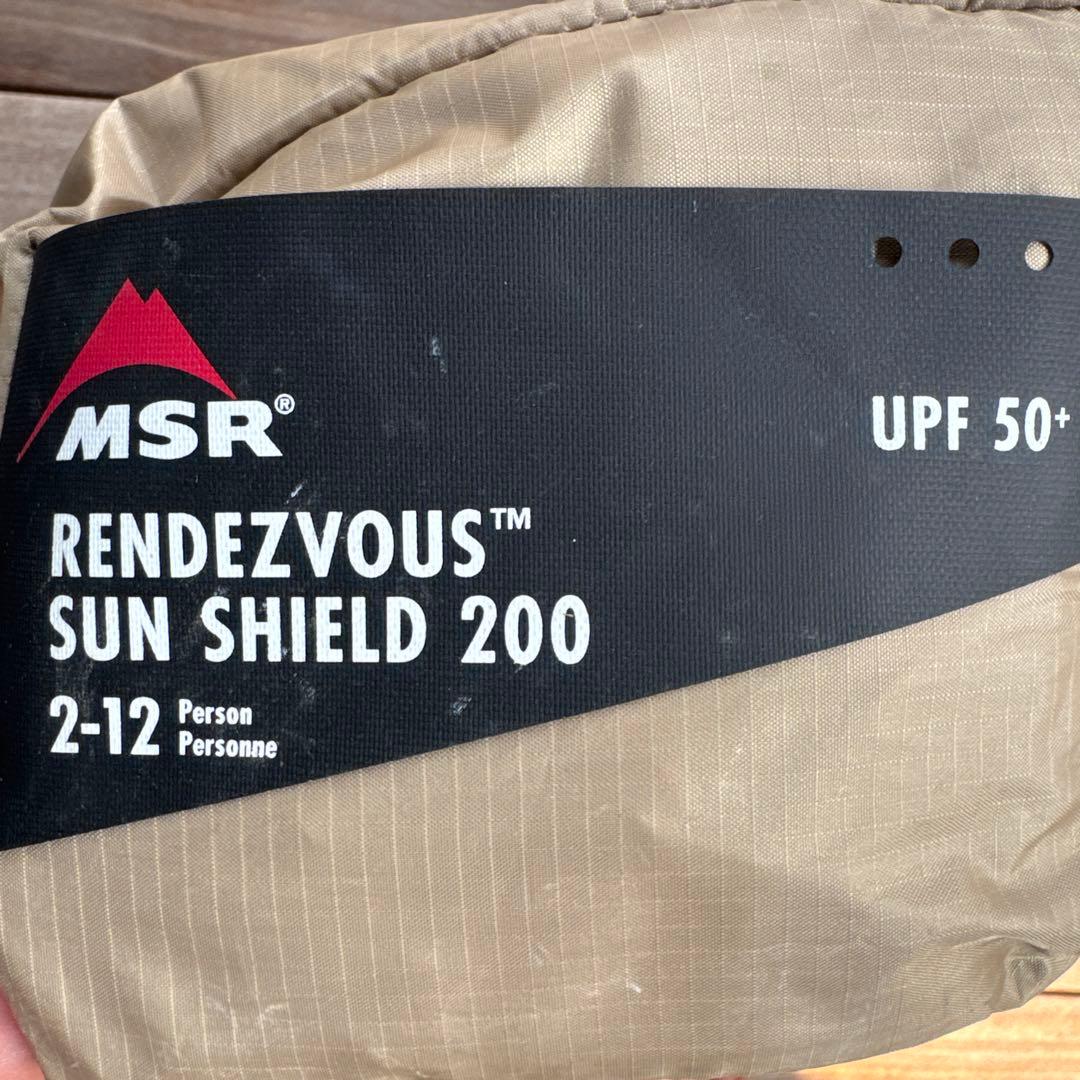 MSR®
UPF 50+
RENDEZVOUS™
SUN SHIELD 200
2-12 Person
Personne